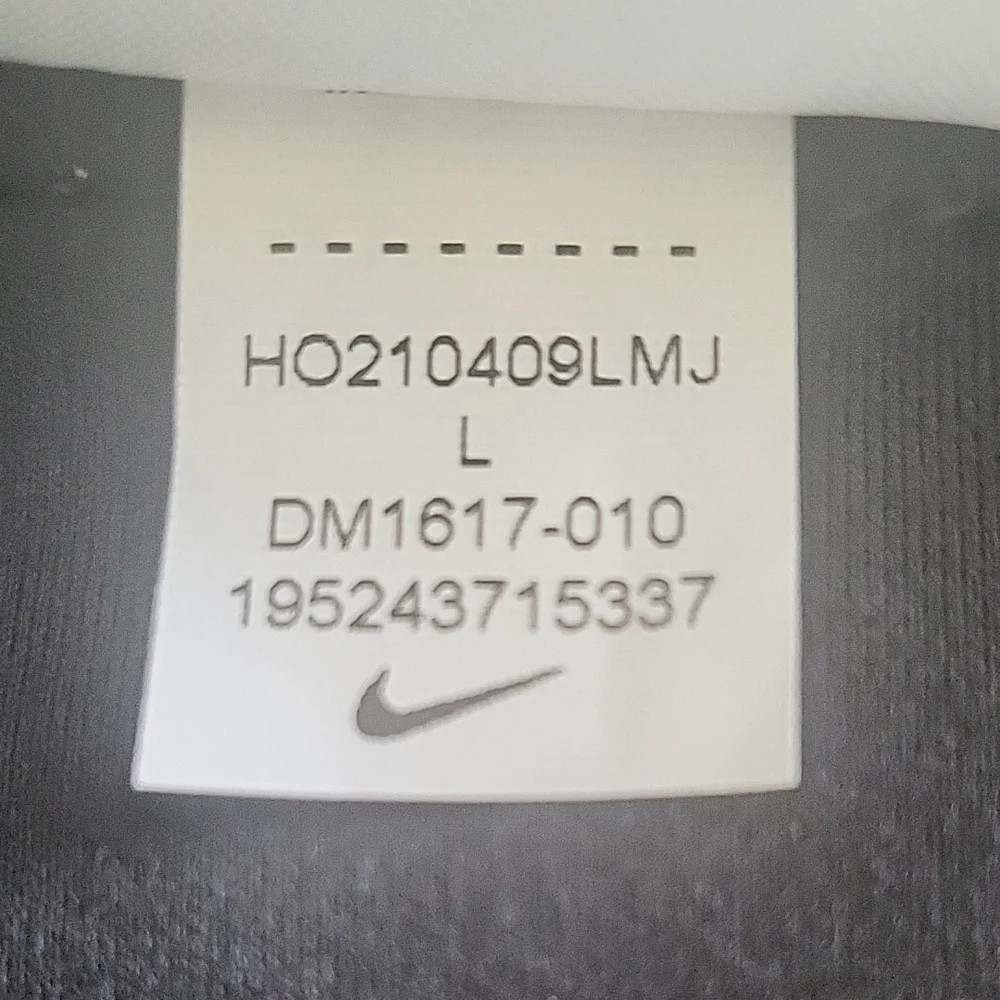 --------
HO210409LMJ
L
DM1617-010
195243715337